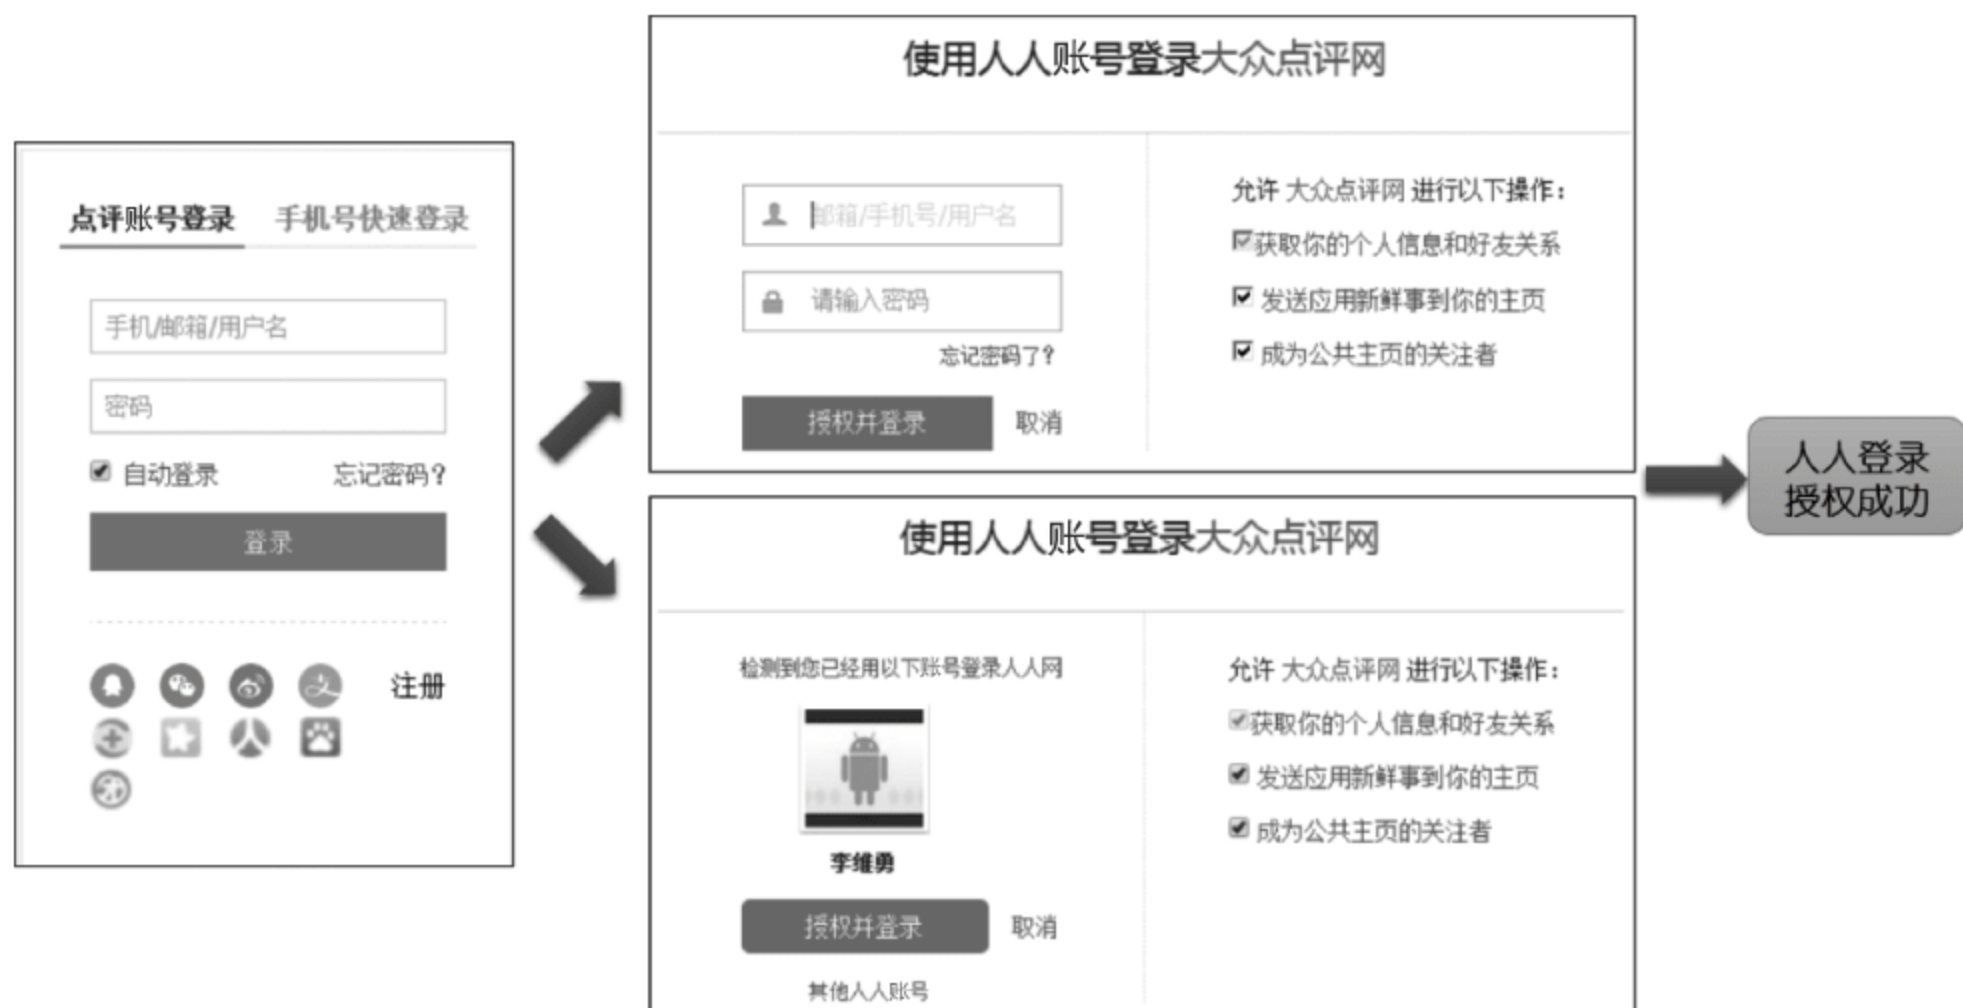 点评账号登录 手机号快速登录
手机/邮箱/用户名
密码
自动登录 忘记密码？
登录
注册
使用人人账号登录大众点评网
邮箱/手机号/用户名
请输入密码
忘记密码了？
授权并登录 取消
允许 大众点评网 进行以下操作：
获取你的个人信息和好友关系
发送应用新鲜事到你的主页
成为公共主页的关注者
使用人人账号登录大众点评网
检测到您已经用以下账号登录人人网
李维勇
授权并登录 取消
其他人人账号
允许 大众点评网 进行以下操作：
获取你的个人信息和好友关系
发送应用新鲜事到你的主页
成为公共主页的关注者
人人登录
授权成功